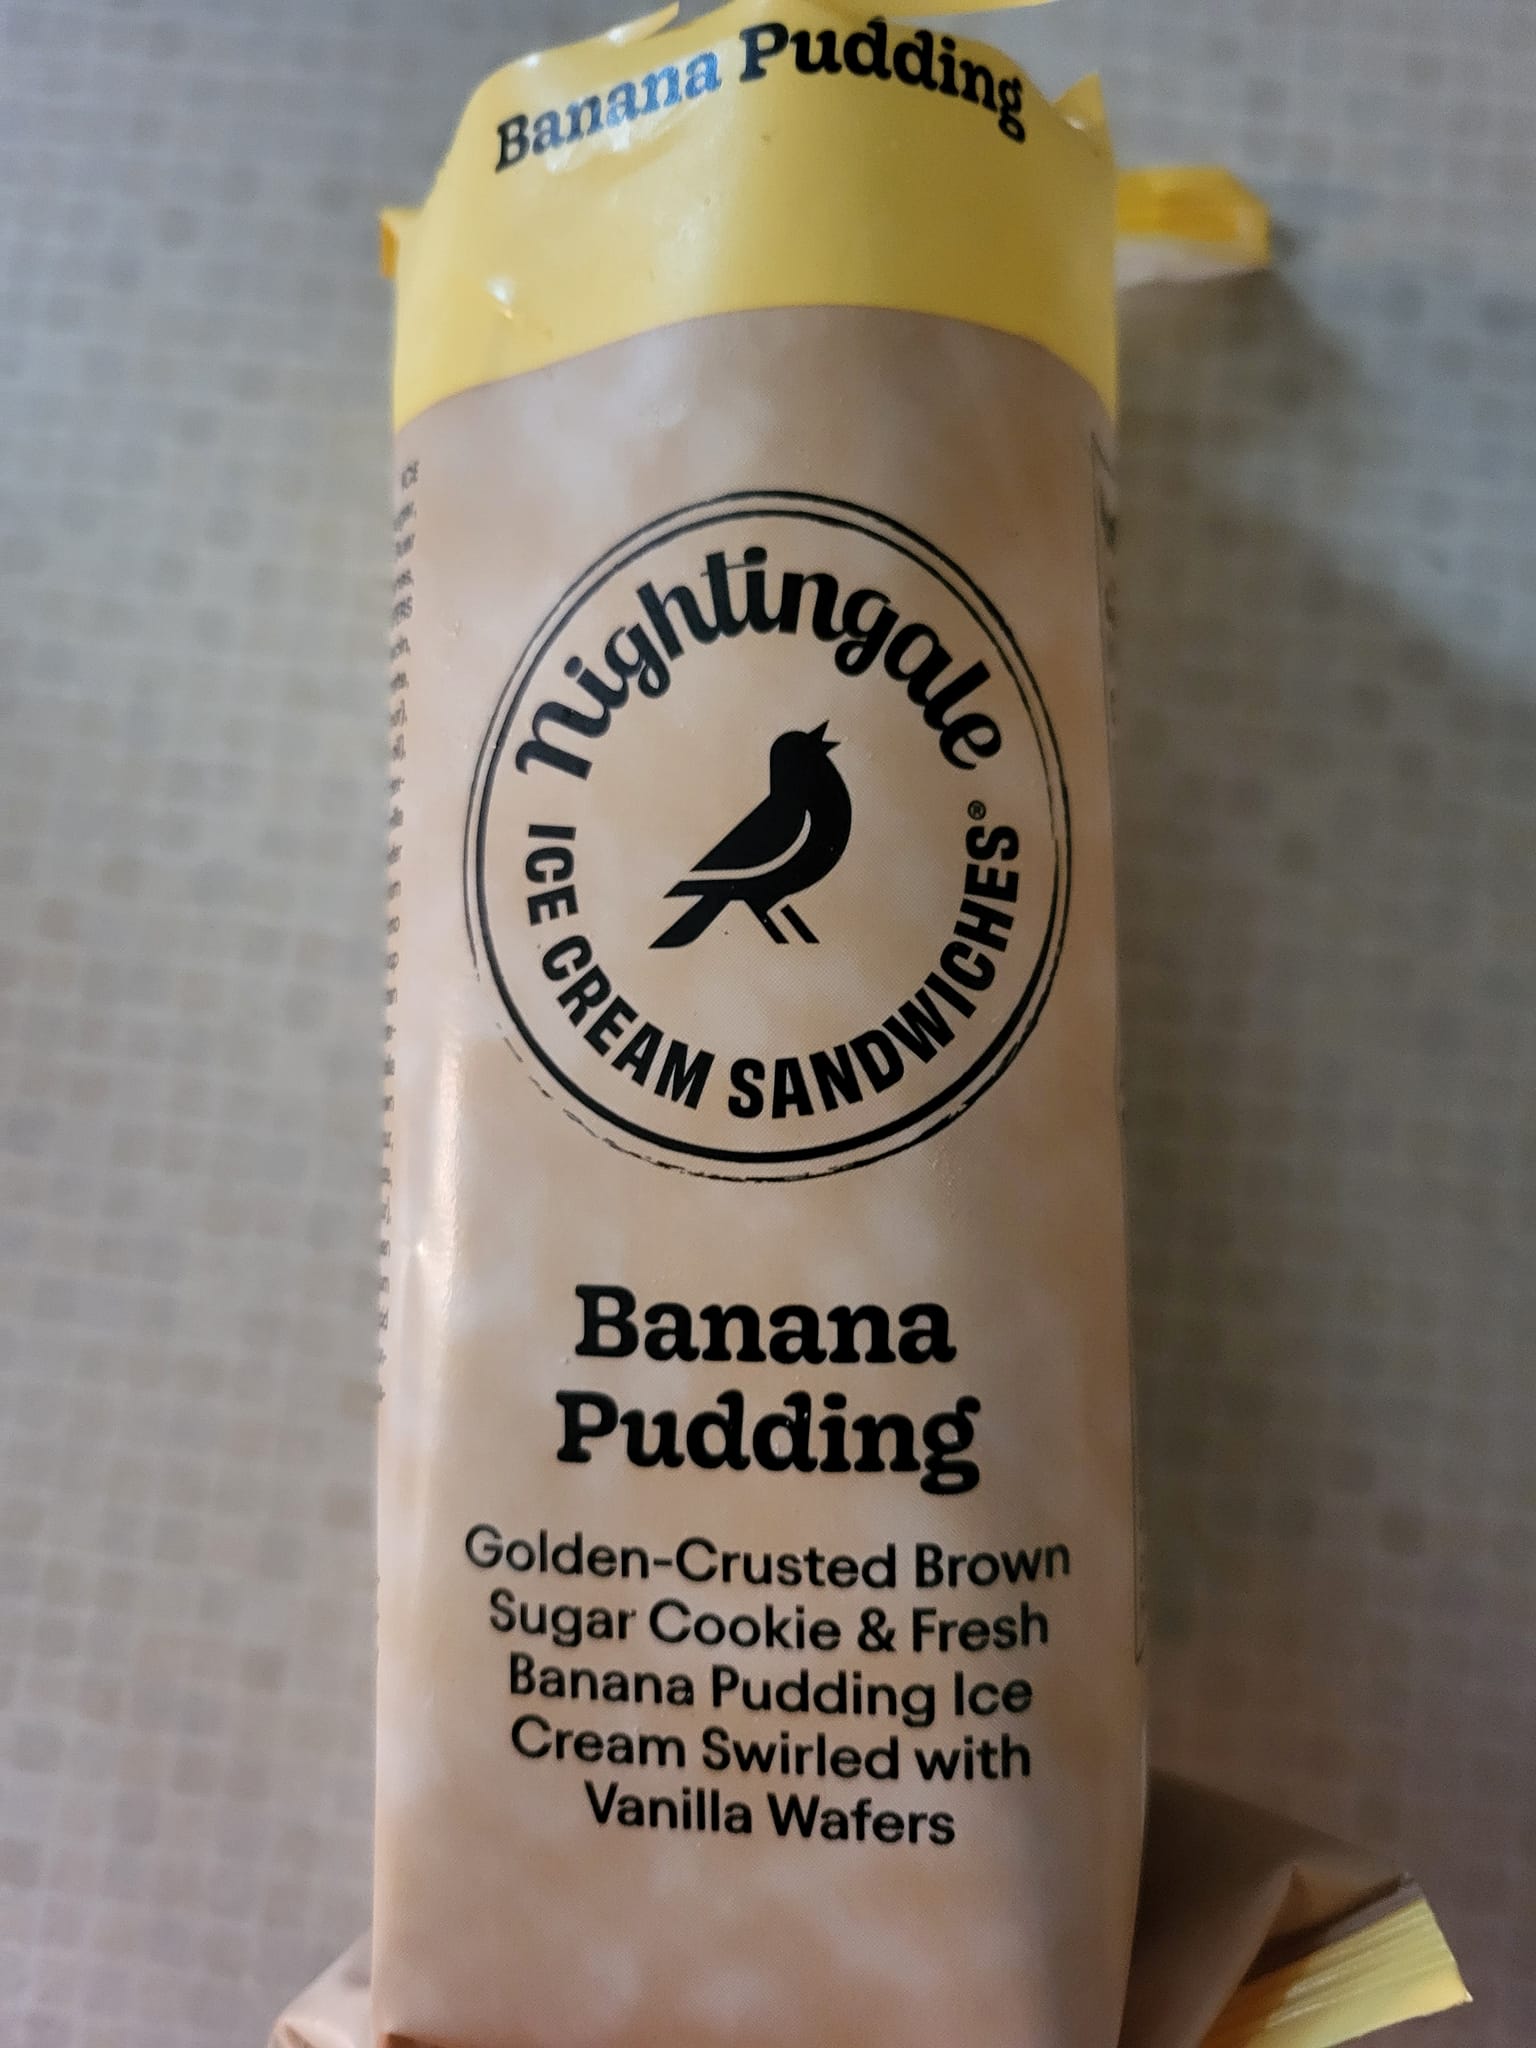 Banana Pudding
nightingale
ICE CREAM SANDWICHES®
Banana
Pudding
Golden-Crusted Brown
Sugar Cookie & Fresh
Banana Pudding Ice
Cream Swirled with
Vanilla Wafers